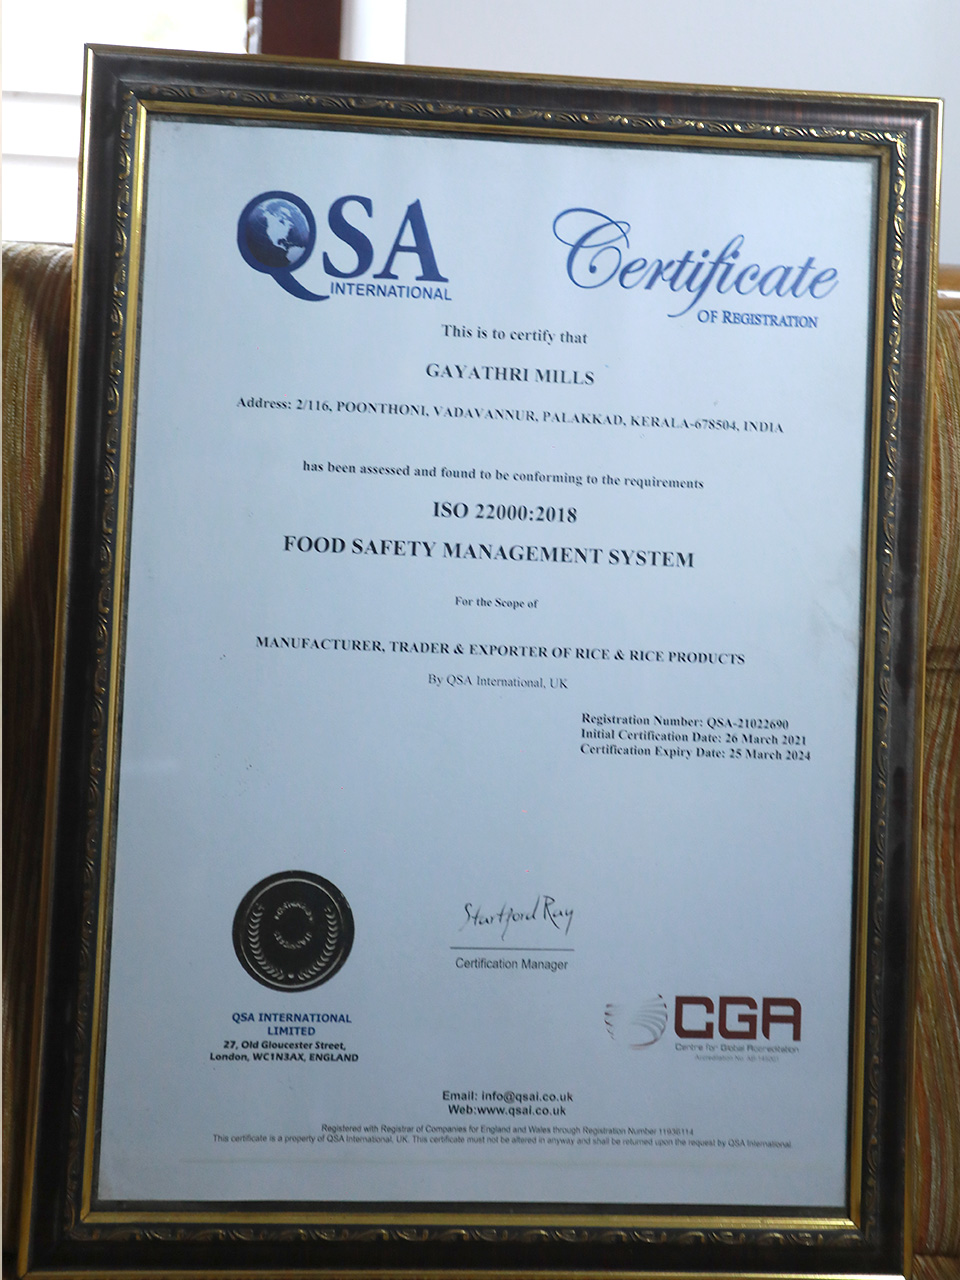 QSA
INTERNATIONAL
Certificate
OF REGISTRATION
This is to certify that
GAYATHRI MILLS
Address: 2/116, POONTHONI, VADAVANNUR, PALAKKAD, KERALA-678504, INDIA
has been assessed and found to be conforming to the requirements
ISO 22000:2018
FOOD SAFETY MANAGEMENT SYSTEM
For the Scope of
MANUFACTURER, TRADER & EXPORTER OF RICE & RICE PRODUCTS
By QSA International, UK
Registration Number: QSA-21022690
Initial Certification Date: 26 March 2021
Certification Expiry Date: 25 March 2024
Startford Ray
Certification Manager
QSA INTERNATIONAL
LIMITED
27, Old Gloucester Street,
London, WC1N3AX, ENGLAND
CGA
Centre for Global Accreditation
Accreditation No.
Email: info@qsai.co.uk
Web:www.qsai.co.uk
Registered with Registrar of Companies for England and Wales through Registration Number 11936114
This certificate is a property of QSA International, UK. This certificate must not be altered in anyway and shall be returned upon the request by QSA International.